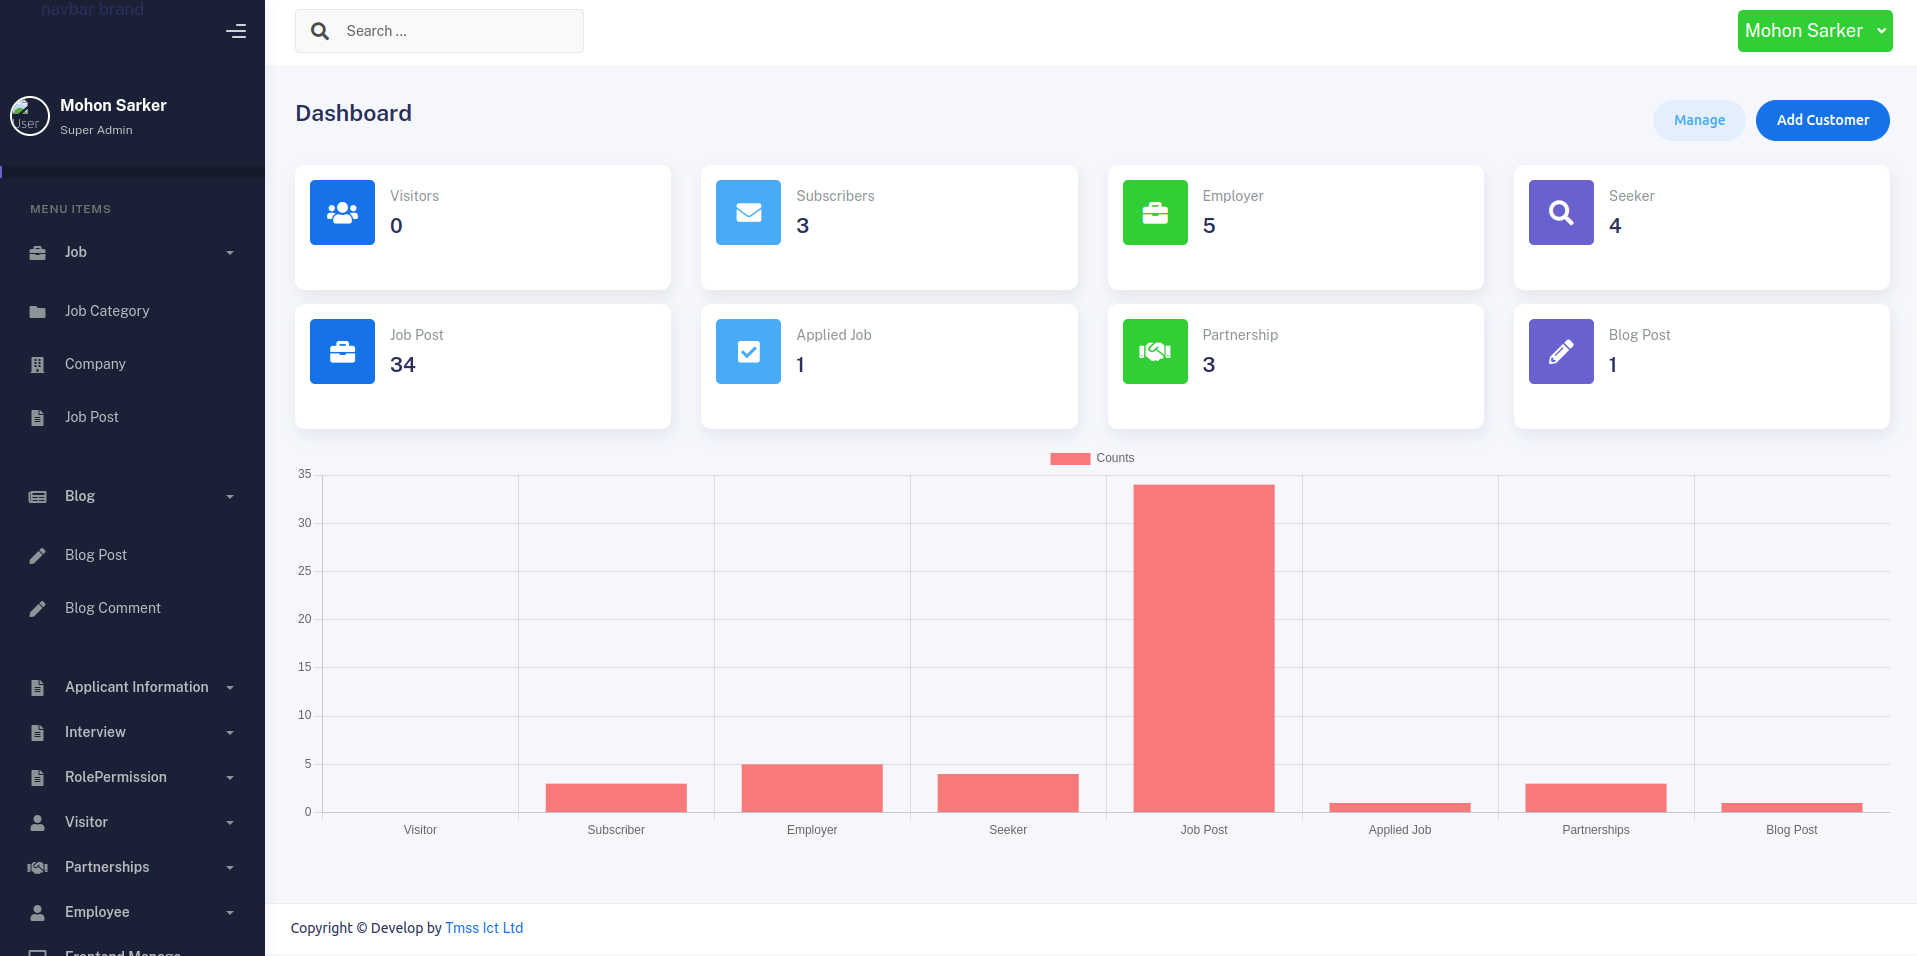 navbar brand
Search ...
Mohon Sarker
User
Mohon Sarker
Super Admin
MENU ITEMS
Job
Job Category
Company
Job Post
Blog
Blog Post
Blog Comment
Applicant Information
Interview
RolePermission
Visitor
Partnerships
Employee
Frontend Manage
Dashboard
Manage
Add Customer
Visitors
0
Subscribers
3
Employer
5
Seeker
4
Job Post
34
Applied Job
1
Partnership
3
Blog Post
1
Counts
35
30
25
20
15
10
5
0
Visitor
Subscriber
Employer
Seeker
Job Post
Applied Job
Partnerships
Blog Post
Copyright © Develop by Tmss Ict Ltd